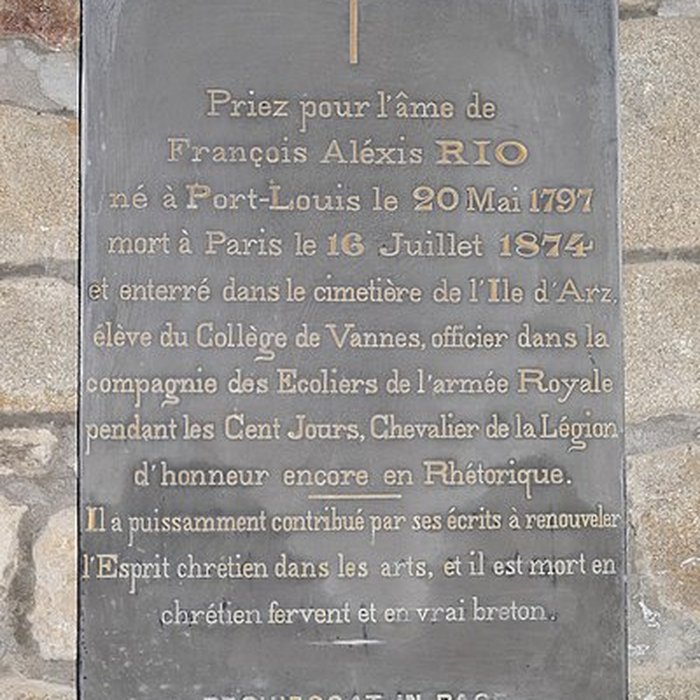 Priez pour l'âme de
François Aléxis RIO
né à Port-Louis le 20 Mai 1797
mort à Paris le 16 Juillet 1874
et enterré dans le cimetière de l'Ile d'Arz,
élève du Collège de Vannes, officier dans la
compagnie des Ecoliers de l'armée Royale
pendant les Cent Jours, Chevalier de la Légion
d'honneur encore en Rhétorique.
Il a puissamment contribué par ses écrits à renouveler
l'Esprit chrétien dans les arts, et il est mort en
chrétien fervent et en vrai breton.